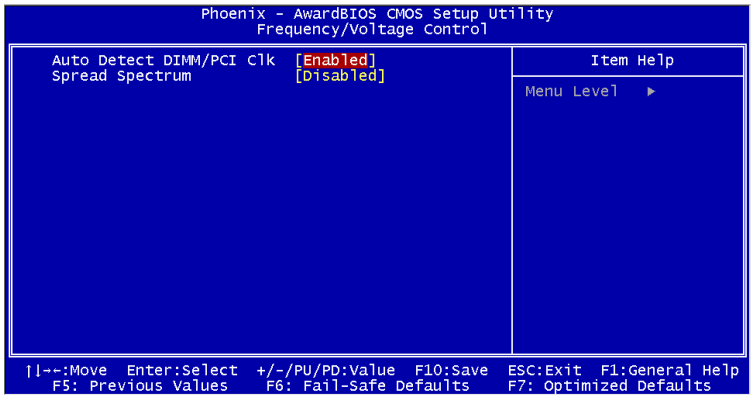 Phoenix - AwardBIOS CMOS Setup Utility
Frequency/Voltage Control
Auto Detect DIMM/PCI Clk [Enabled]
Spread Spectrum [Disabled]
Item Help
Menu Level ▶
↑↓→←:Move Enter:Select +/-/PU/PD:Value F10:Save ESC:Exit F1:General Help
F5: Previous Values F6: Fail-Safe Defaults F7: Optimized Defaults